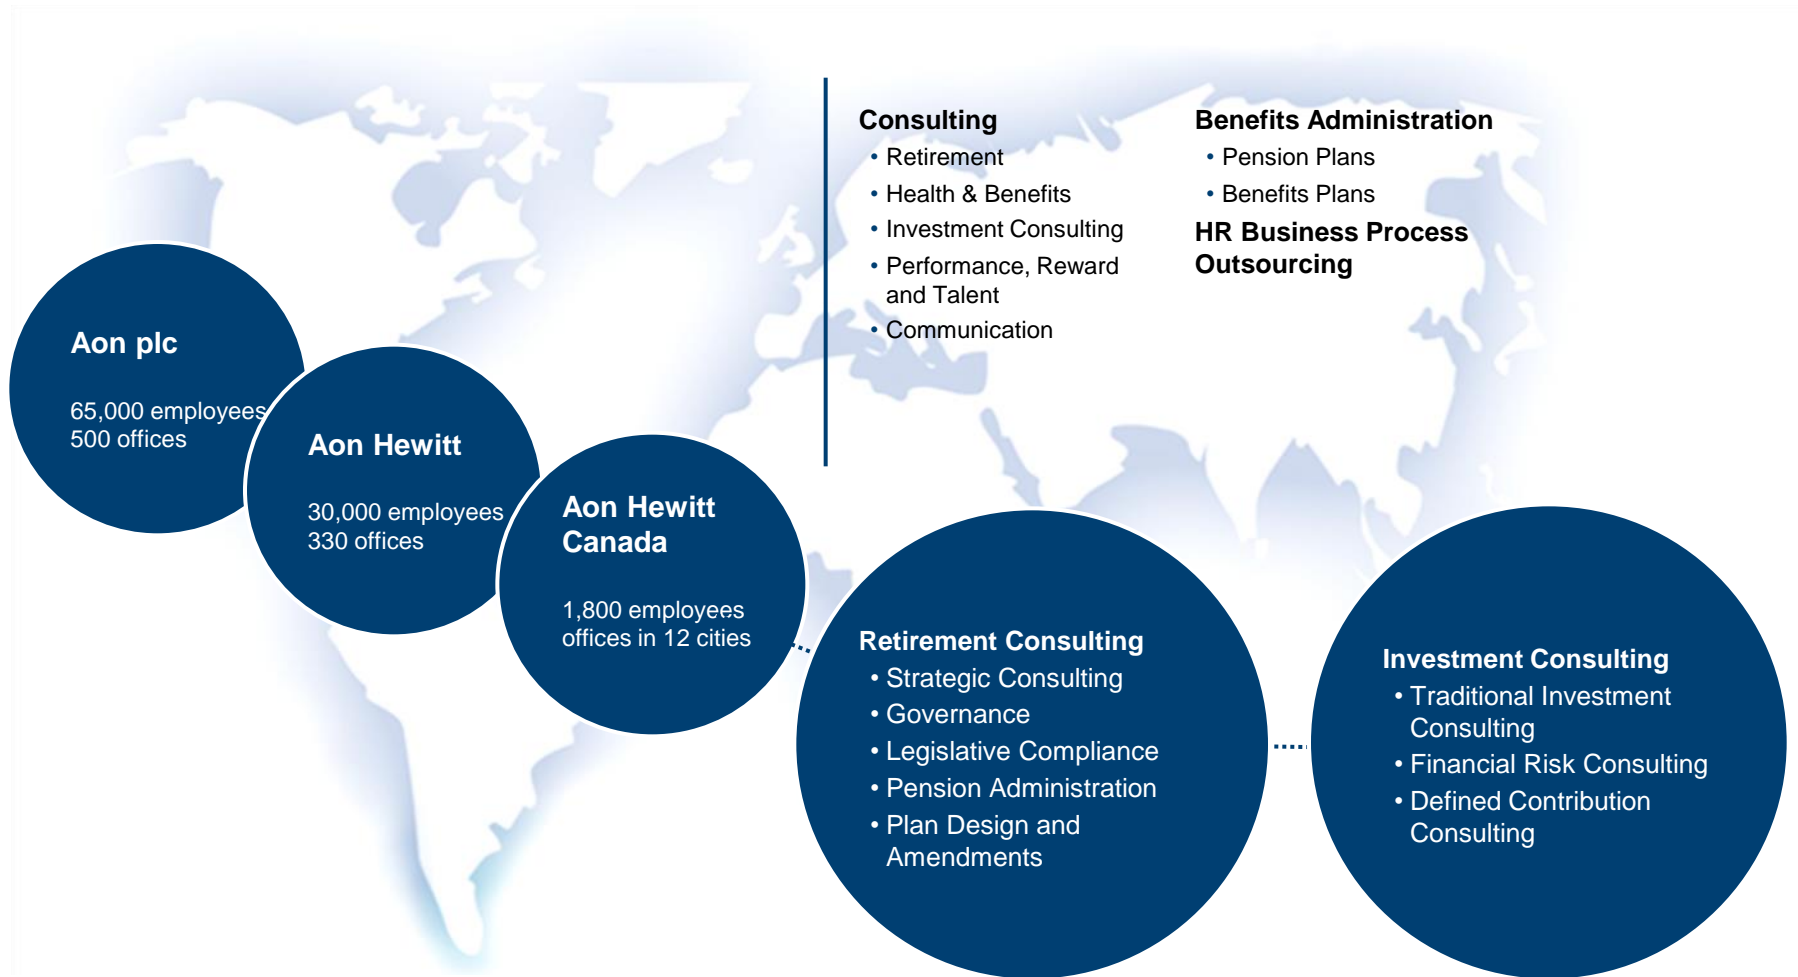 Consulting
• Retirement
• Health & Benefits
• Investment Consulting
• Performance, Reward
and Talent
• Communication
Benefits Administration
• Pension Plans
• Benefits Plans
HR Business Process
Outsourcing
Aon plc
65,000 employees
500 offices
Aon Hewitt
30,000 employees
330 offices
Aon Hewitt
Canada
1,800 employees
offices in 12 cities
Retirement Consulting
• Strategic Consulting
• Governance
• Legislative Compliance
• Pension Administration
• Plan Design and
Amendments
Investment Consulting
• Traditional Investment
Consulting
• Financial Risk Consulting
• Defined Contribution
Consulting